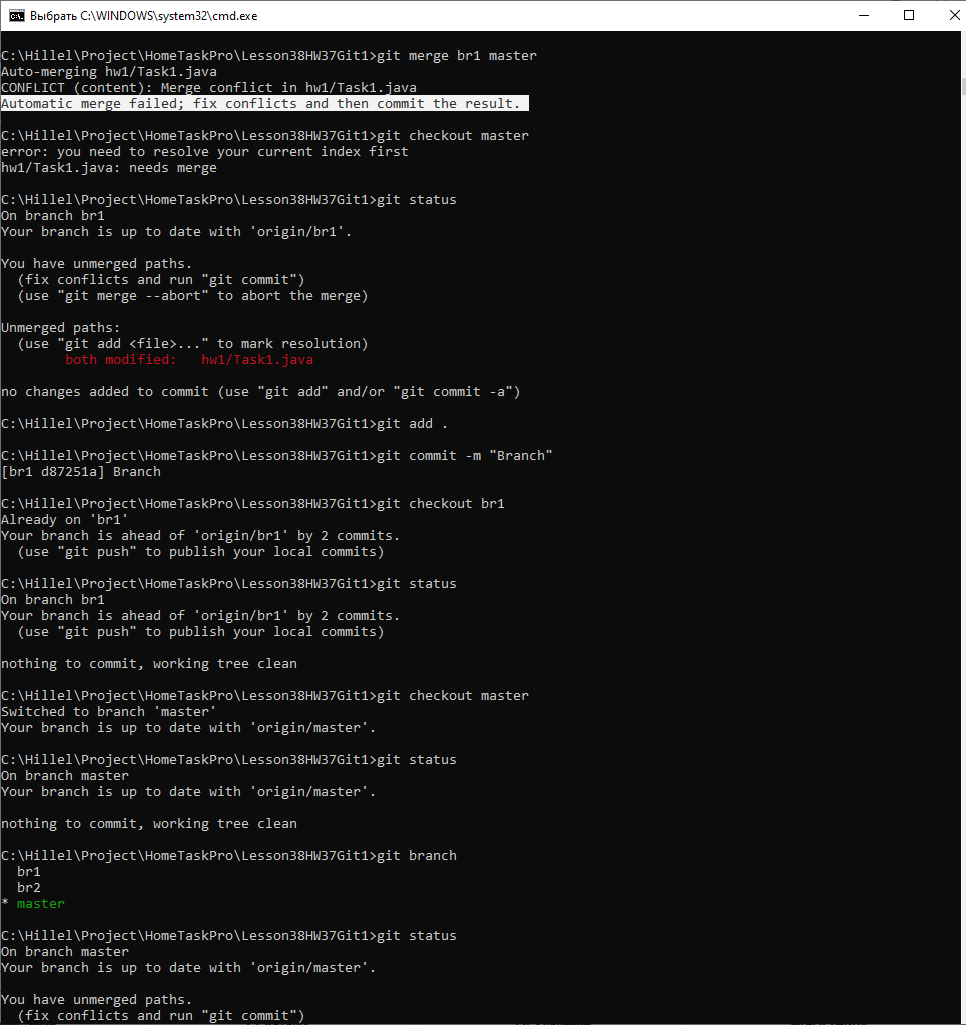 Выбрать C:\WINDOWS\system32\cmd.exe
C:\Hillel\Project\HomeTaskPro\Lesson38HW37Git1>git merge br1 master
Auto-merging hw1/Task1.java
CONFLICT (content): Merge conflict in hw1/Task1.java
Automatic merge failed; fix conflicts and then commit the result.
C:\Hillel\Project\HomeTaskPro\Lesson38HW37Git1>git checkout master
error: you need to resolve your current index first
hw1/Task1.java: needs merge
C:\Hillel\Project\HomeTaskPro\Lesson38HW37Git1>git status
On branch br1
Your branch is up to date with 'origin/br1'.
You have unmerged paths.
  (fix conflicts and run "git commit")
  (use "git merge --abort" to abort the merge)
Unmerged paths:
  (use "git add <file>..." to mark resolution)
        both modified:   hw1/Task1.java
no changes added to commit (use "git add" and/or "git commit -a")
C:\Hillel\Project\HomeTaskPro\Lesson38HW37Git1>git add .
C:\Hillel\Project\HomeTaskPro\Lesson38HW37Git1>git commit -m "Branch"
[br1 d87251a] Branch
C:\Hillel\Project\HomeTaskPro\Lesson38HW37Git1>git checkout br1
Already on 'br1'
Your branch is ahead of 'origin/br1' by 2 commits.
  (use "git push" to publish your local commits)
C:\Hillel\Project\HomeTaskPro\Lesson38HW37Git1>git status
On branch br1
Your branch is ahead of 'origin/br1' by 2 commits.
  (use "git push" to publish your local commits)
nothing to commit, working tree clean
C:\Hillel\Project\HomeTaskPro\Lesson38HW37Git1>git checkout master
Switched to branch 'master'
Your branch is up to date with 'origin/master'.
C:\Hillel\Project\HomeTaskPro\Lesson38HW37Git1>git status
On branch master
Your branch is up to date with 'origin/master'.
nothing to commit, working tree clean
C:\Hillel\Project\HomeTaskPro\Lesson38HW37Git1>git branch
  br1
  br2
* master
C:\Hillel\Project\HomeTaskPro\Lesson38HW37Git1>git status
On branch master
Your branch is up to date with 'origin/master'.
You have unmerged paths.
  (fix conflicts and run "git commit")